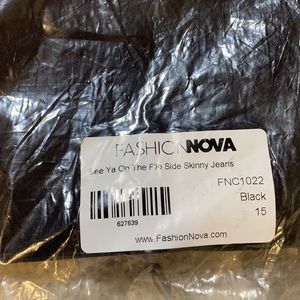 FASHIONNOVA
See Ya On The Flip Side Skinny Jeans
FNC1022
Black
15
627639
www.FashionNova.com